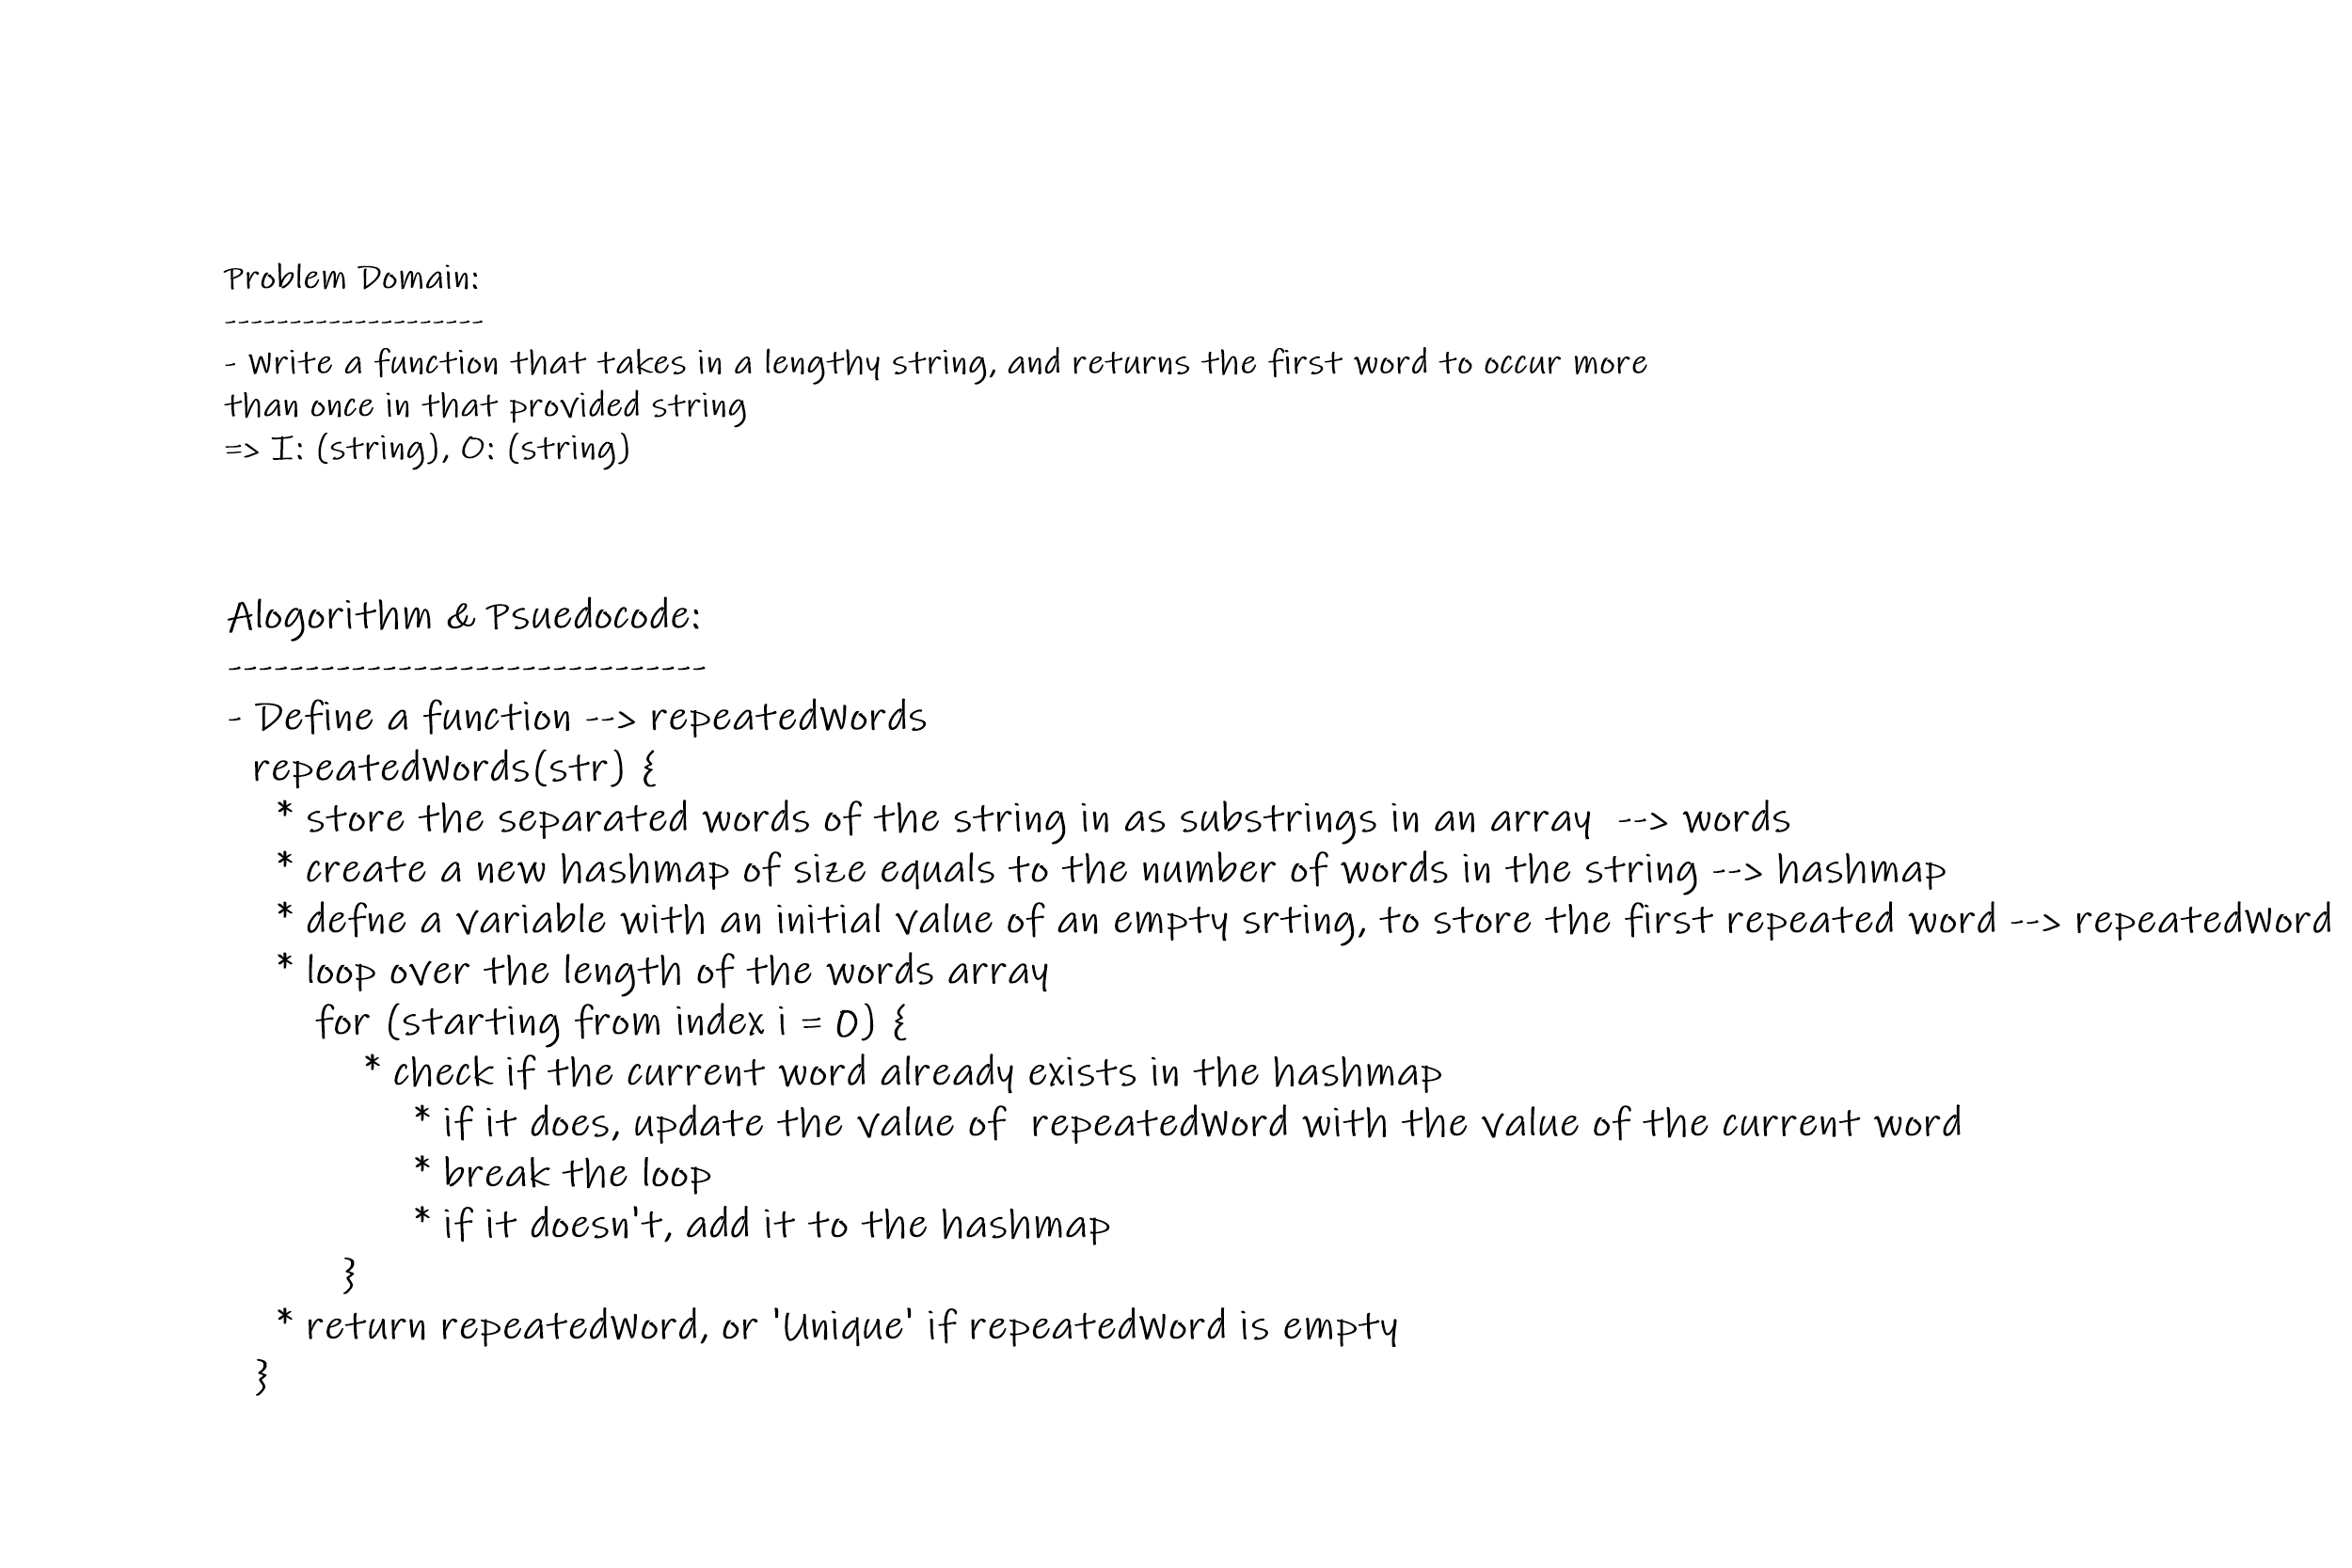 Problem Domain:
--------------------
- Write a function that takes in a lengthy string, and returns the first word to occur more
than once in that provided string
=> I: (string), O: (string)
Alogorithm & Psuedocode:
-------------------------------
- Define a function --> repeatedWords
repeatedWords(str) {
* store the separated words of the string in as substrings in an array --> words
* create a new hashmap of size equals to the number of words in the string --> hashmap
* defne a variable with an initial value of an empty srting, to store the first repeated word --> repeatedWord
* loop over the length of the words array
for (starting from index i = 0) {
* check if the current word already exists in the hashmap
* if it does, update the value of repeatedWord with the value of the current word
* break the loop
* if it doesn't, add it to the hashmap
}
* return repeatedWord, or 'Unique' if repeatedWord is empty
}